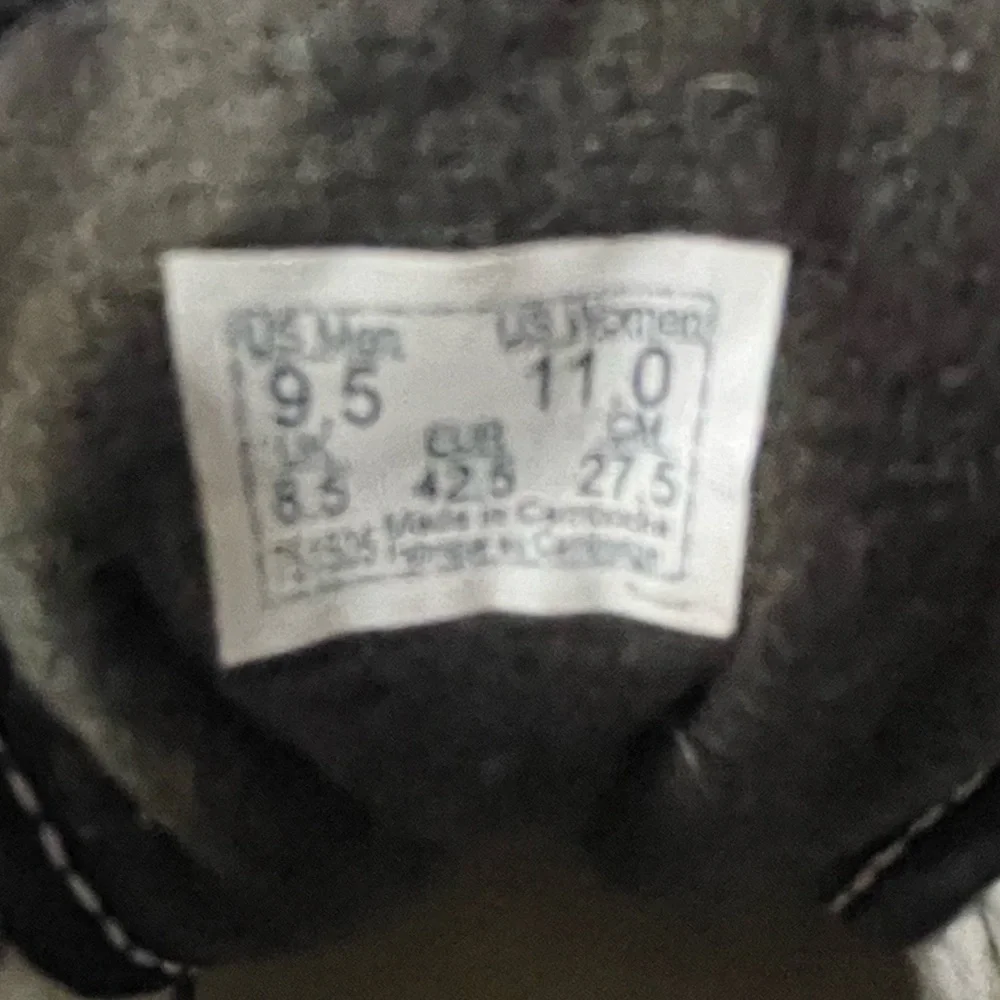 US Men US Women
9.5 11.0
UK EUR CM
8.5 42.5 27.5
Made in Cambodia